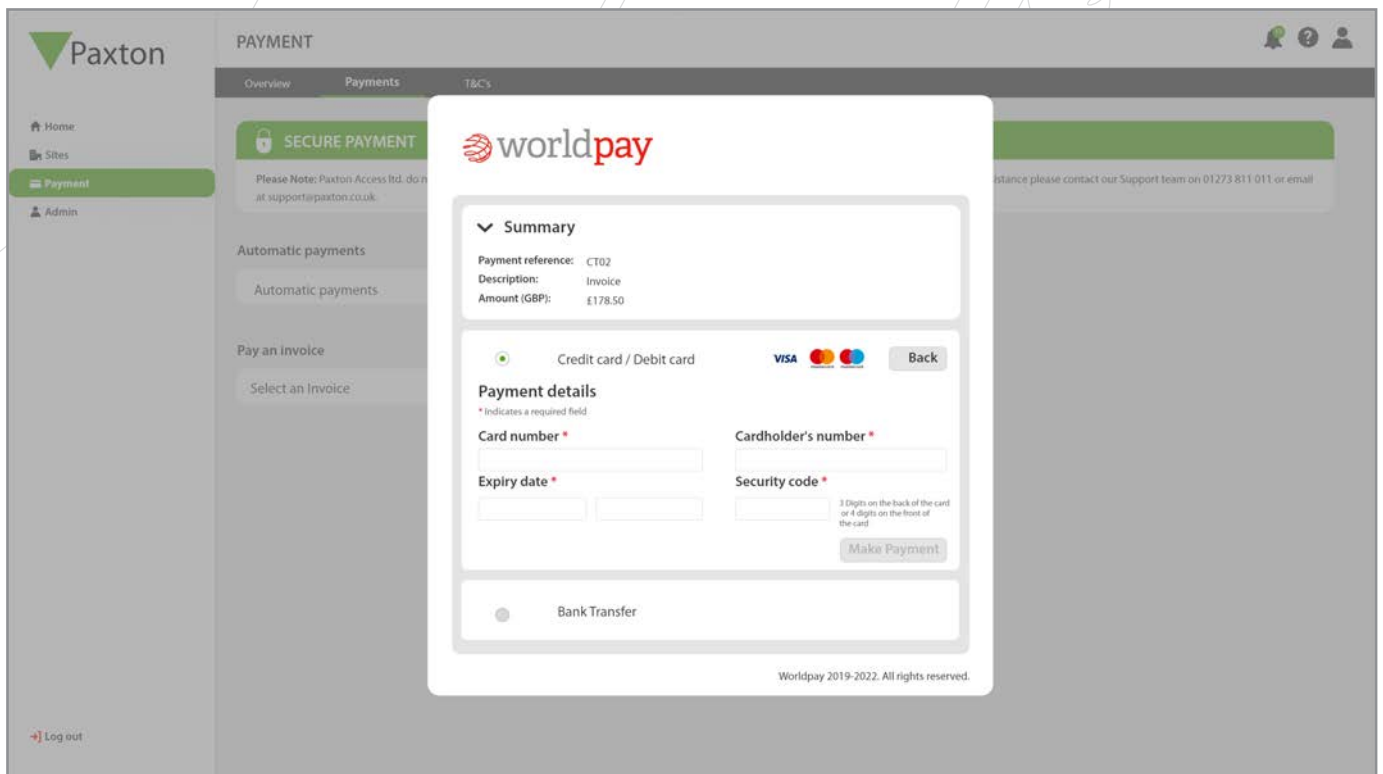 Paxton
PAYMENT
Overview Payments T&C's
Home
Sites
Payment
Admin
Log out
SECURE PAYMENT
Please Note: Paxton Access ltd. do n
istance please contact our Support team on 01273 811 011 or email
at support@paxton.co.uk.
Automatic payments
Automatic payments
Pay an invoice
Select an Invoice
worldpay
Summary
Payment reference: CT02
Description: Invoice
Amount (GBP): £178.50
Credit card / Debit card VISA Back
Payment details
* Indicates a required field
Card number * Cardholder's number *
Expiry date * Security code *
3 Digits on the back of the card
or 4 digits on the front of
the card
Make Payment
Bank Transfer
Worldpay 2019-2022. All rights reserved.